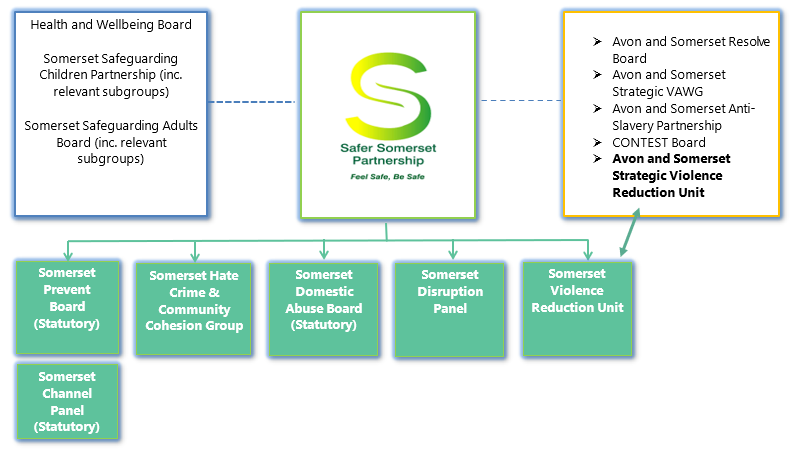 Health and Wellbeing Board
Somerset Safeguarding
Children Partnership (inc.
relevant subgroups)
Somerset Safeguarding Adults
Board (inc. relevant
subgroups)
S
Safer Somerset
Partnership
Feel Safe, Be Safe
➤ Avon and Somerset Resolve
Board
➤ Avon and Somerset
Strategic VAWG
➤ Avon and Somerset Anti-
Slavery Partnership
➤ CONTEST Board
➤ Avon and Somerset
Strategic Violence
Reduction Unit
Somerset
Prevent
Board
(Statutory)
Somerset Hate
Crime &
Community
Cohesion Group
Somerset
Domestic
Abuse Board
(Statutory)
Somerset
Disruption
Panel
Somerset
Violence
Reduction Unit
Somerset
Channel
Panel
(Statutory)